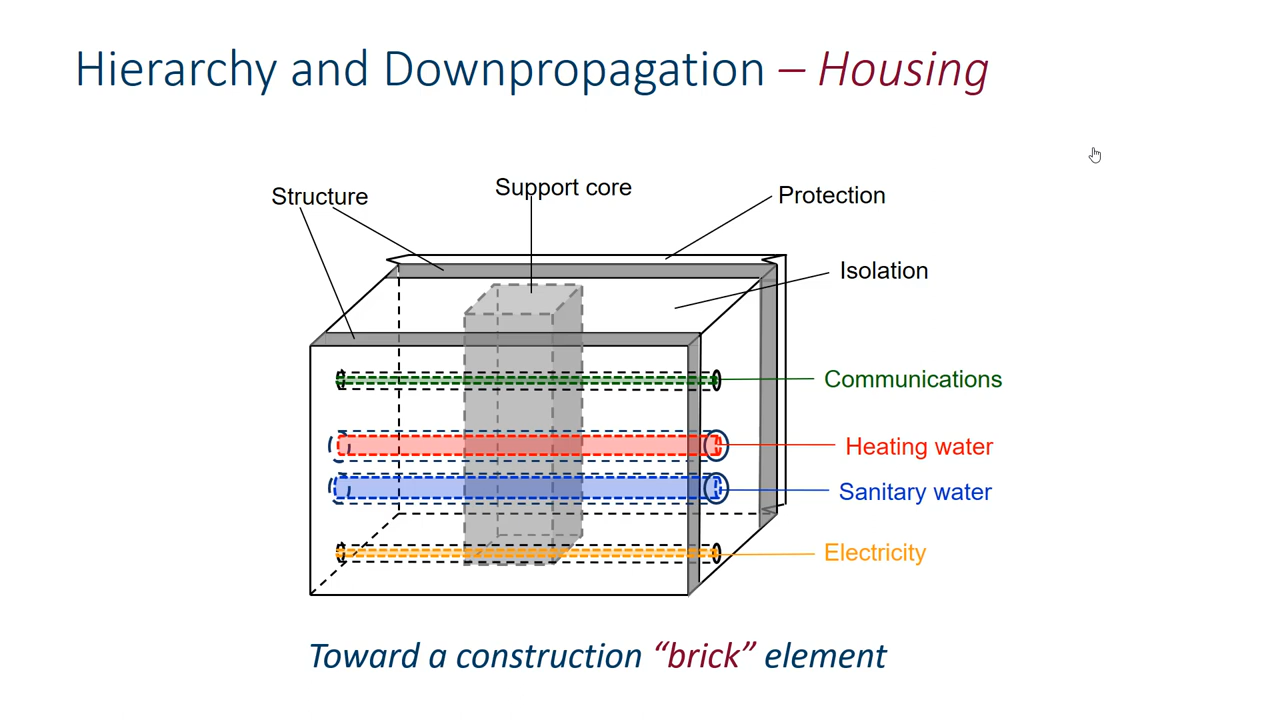 Hierarchy and Downpropagation – Housing
Structure
Support core
Protection
Isolation
Communications
Heating water
Sanitary water
Electricity
Toward a construction “brick” element